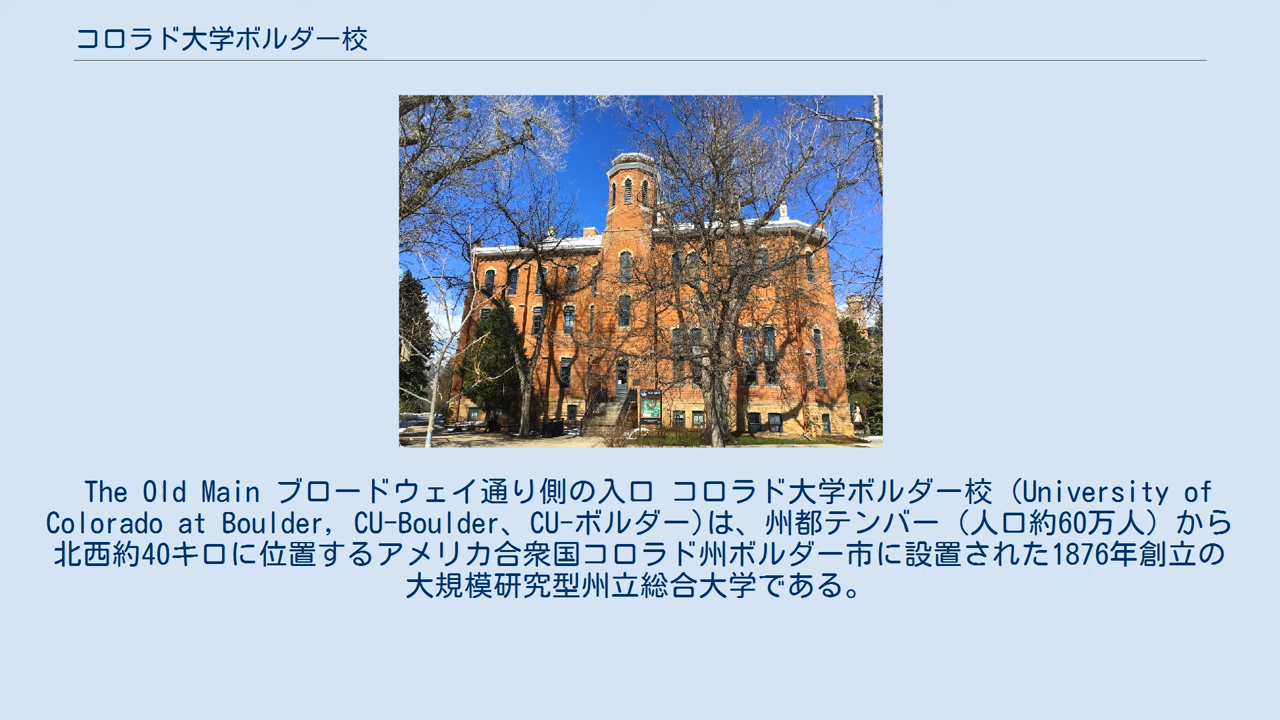 コロラド大学ボルダー校
The Old Main ブロードウェイ通り側の入口 コロラド大学ボルダー校 (University of
Colorado at Boulder, CU-Boulder、CU-ボルダー)は、州都テンバー（人口約60万人）から
北西約40キロに位置するアメリカ合衆国コロラド州ボルダー市に設置された1876年創立の
大規模研究型州立総合大学である。